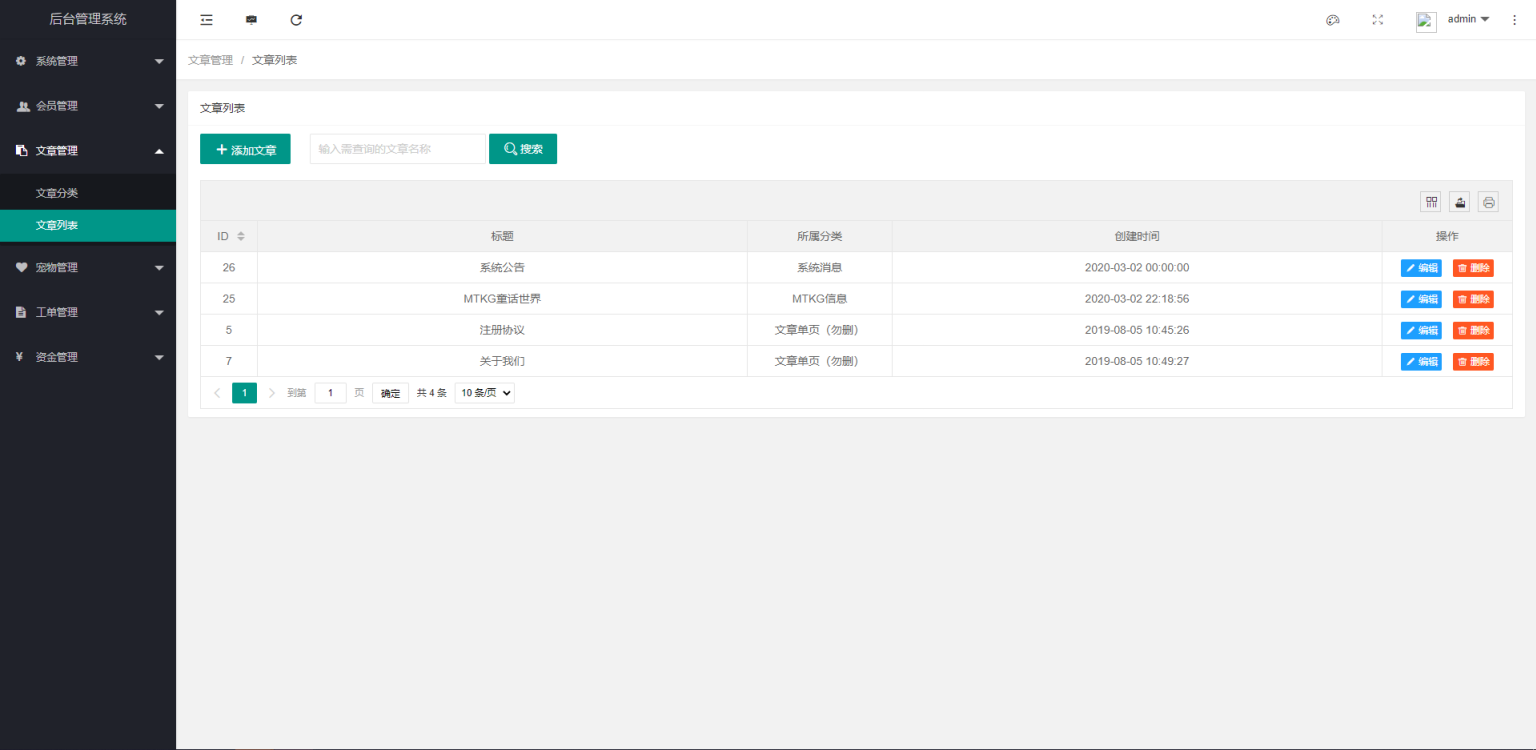 后台管理系统
admin
系统管理
会员管理
文章管理
文章分类
文章列表
宠物管理
工单管理
¥ 资金管理
文章管理 / 文章列表
文章列表
添加文章 输入需查询的文章名称 搜索
ID 标题 所属分类 创建时间 操作
26 系统公告 系统消息 2020-03-02 00:00:00 编辑 删除
25 MTKG童话世界 MTKG信息 2020-03-02 22:18:56 编辑 删除
5 注册协议 文章单页（勿删） 2019-08-05 10:45:26 编辑 删除
7 关于我们 文章单页（勿删） 2019-08-05 10:49:27 编辑 删除
1 到第 1 页 确定 共 4 条 10 条/页